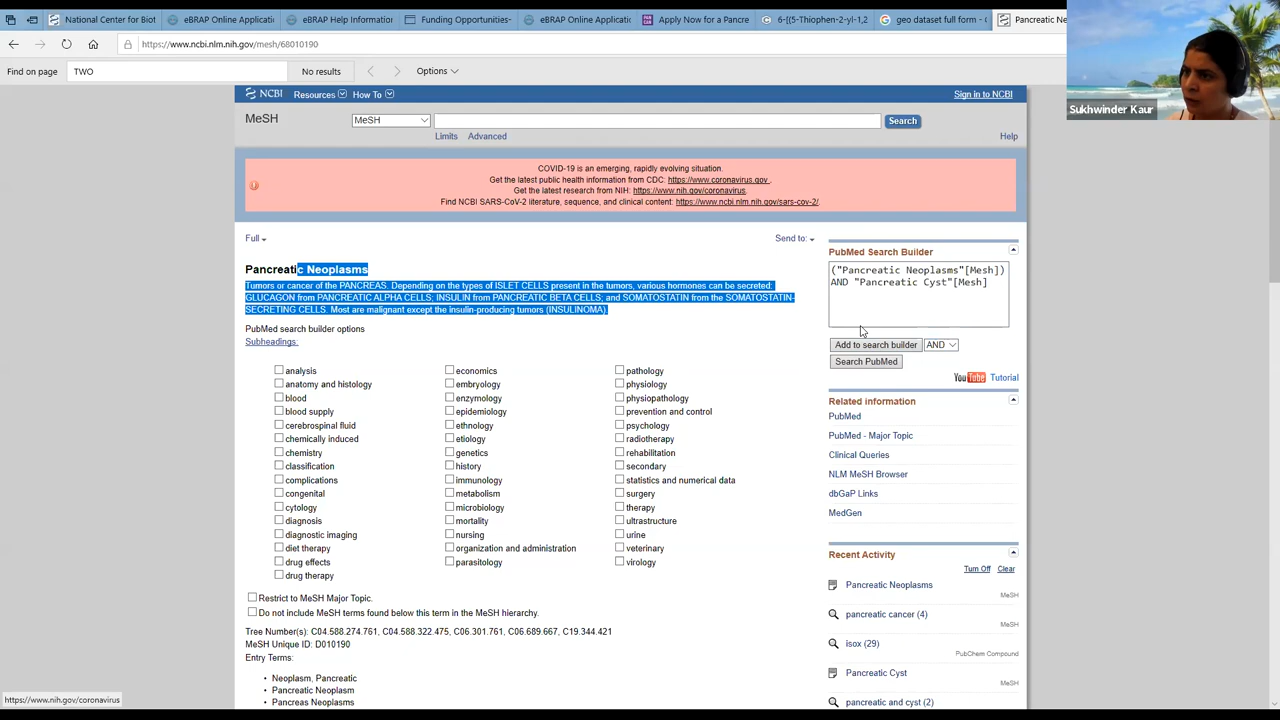 National Center for Biot
eBRAP Online Applicatio
eBRAP Help Information
Funding Opportunities-
eBRAP Online Applicatio
Apply Now for a Pancre
6-{(5-Thiophen-2-yl-1,2
geo dataset full form - G
Pancreatic Ne
https://www.ncbi.nlm.nih.gov/mesh/68010190
Find on page
TWO
No results
Options
Sukhwinder Kaur
NCBI
Resources
How To
Sign in to NCBI
MeSH
MeSH
Search
Limits
Advanced
Help
COVID-19 is an emerging, rapidly evolving situation.
Get the latest public health information from CDC: https://www.coronavirus.gov .
Get the latest research from NIH: https://www.nih.gov/coronavirus.
Find NCBI SARS-CoV-2 literature, sequence, and clinical content: https://www.ncbi.nlm.nih.gov/sars-cov-2/.
Full
Send to:
Pancreatic Neoplasms
Tumors or cancer of the PANCREAS. Depending on the types of ISLET CELLS present in the tumors, various hormones can be secreted:
GLUCAGON from PANCREATIC ALPHA CELLS; INSULIN from PANCREATIC BETA CELLS; and SOMATOSTATIN from the SOMATOSTATIN-
SECRETING CELLS. Most are malignant except the insulin-producing tumors (INSULINOMA).
PubMed search builder options
Subheadings:
analysis
anatomy and histology
blood
blood supply
cerebrospinal fluid
chemically induced
chemistry
classification
complications
congenital
cytology
diagnosis
diagnostic imaging
diet therapy
drug effects
drug therapy
economics
embryology
enzymology
epidemiology
ethnology
etiology
genetics
history
immunology
metabolism
microbiology
mortality
nursing
organization and administration
parasitology
pathology
physiology
physiopathology
prevention and control
psychology
radiotherapy
rehabilitation
secondary
statistics and numerical data
surgery
therapy
ultrastructure
urine
veterinary
virology
Restrict to MeSH Major Topic.
Do not include MeSH terms found below this term in the MeSH hierarchy.
Tree Number(s): C04.588.274.761, C04.588.322.475, C06.301.761, C06.689.667, C19.344.421
MeSH Unique ID: D010190
Entry Terms:
Neoplasm, Pancreatic
Pancreatic Neoplasm
Pancreas Neoplasms
PubMed Search Builder
("Pancreatic Neoplasms"[Mesh])
AND "Pancreatic Cyst"[Mesh]
Add to search builder
AND
Search PubMed
YouTube Tutorial
Related information
PubMed
PubMed - Major Topic
Clinical Queries
NLM MeSH Browser
dbGaP Links
MedGen
Recent Activity
Turn Off Clear
Pancreatic Neoplasms
MeSH
pancreatic cancer (4)
MeSH
isox (29)
PubChem Compound
Pancreatic Cyst
MeSH
pancreatic and cyst (2)
https://www.nih.gov/coronavirus